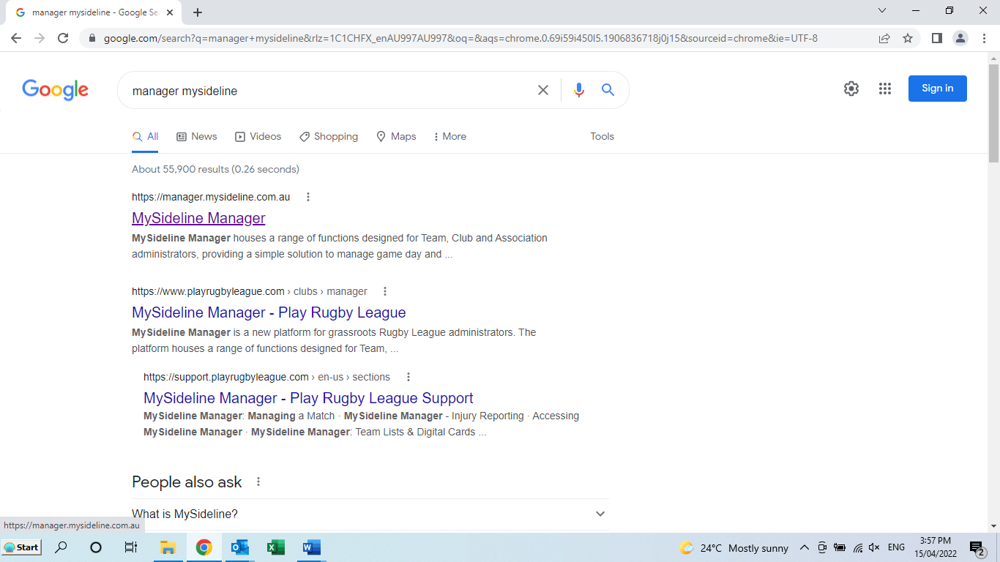 manager mysideline - Google Se
google.com/search?q=manager+mysideline&rlz=1C1CHFX_enAU997AU997&oq=&aqs=chrome.0.69i59i450l5.1906836718j0j15&sourceid=chrome&ie=UTF-8
Google
manager mysideline
Sign in
All
News
Videos
Shopping
Maps
More
Tools
About 55,900 results (0.26 seconds)
https://manager.mysideline.com.au
MySideline Manager
MySideline Manager houses a range of functions designed for Team, Club and Association
administrators, providing a simple solution to manage game day and ...
https://www.playrugbyleague.com › clubs › manager
MySideline Manager - Play Rugby League
MySideline Manager is a new platform for grassroots Rugby League administrators. The
platform houses a range of functions designed for Team, ...
https://support.playrugbyleague.com › en-us › sections
MySideline Manager - Play Rugby League Support
MySideline Manager: Managing a Match · MySideline Manager - Injury Reporting · Accessing
MySideline Manager · MySideline Manager: Team Lists & Digital Cards ...
People also ask
What is MySideline?
https://manager.mysideline.com.au
Start
24°C Mostly sunny
ENG
3:57 PM
15/04/2022
2